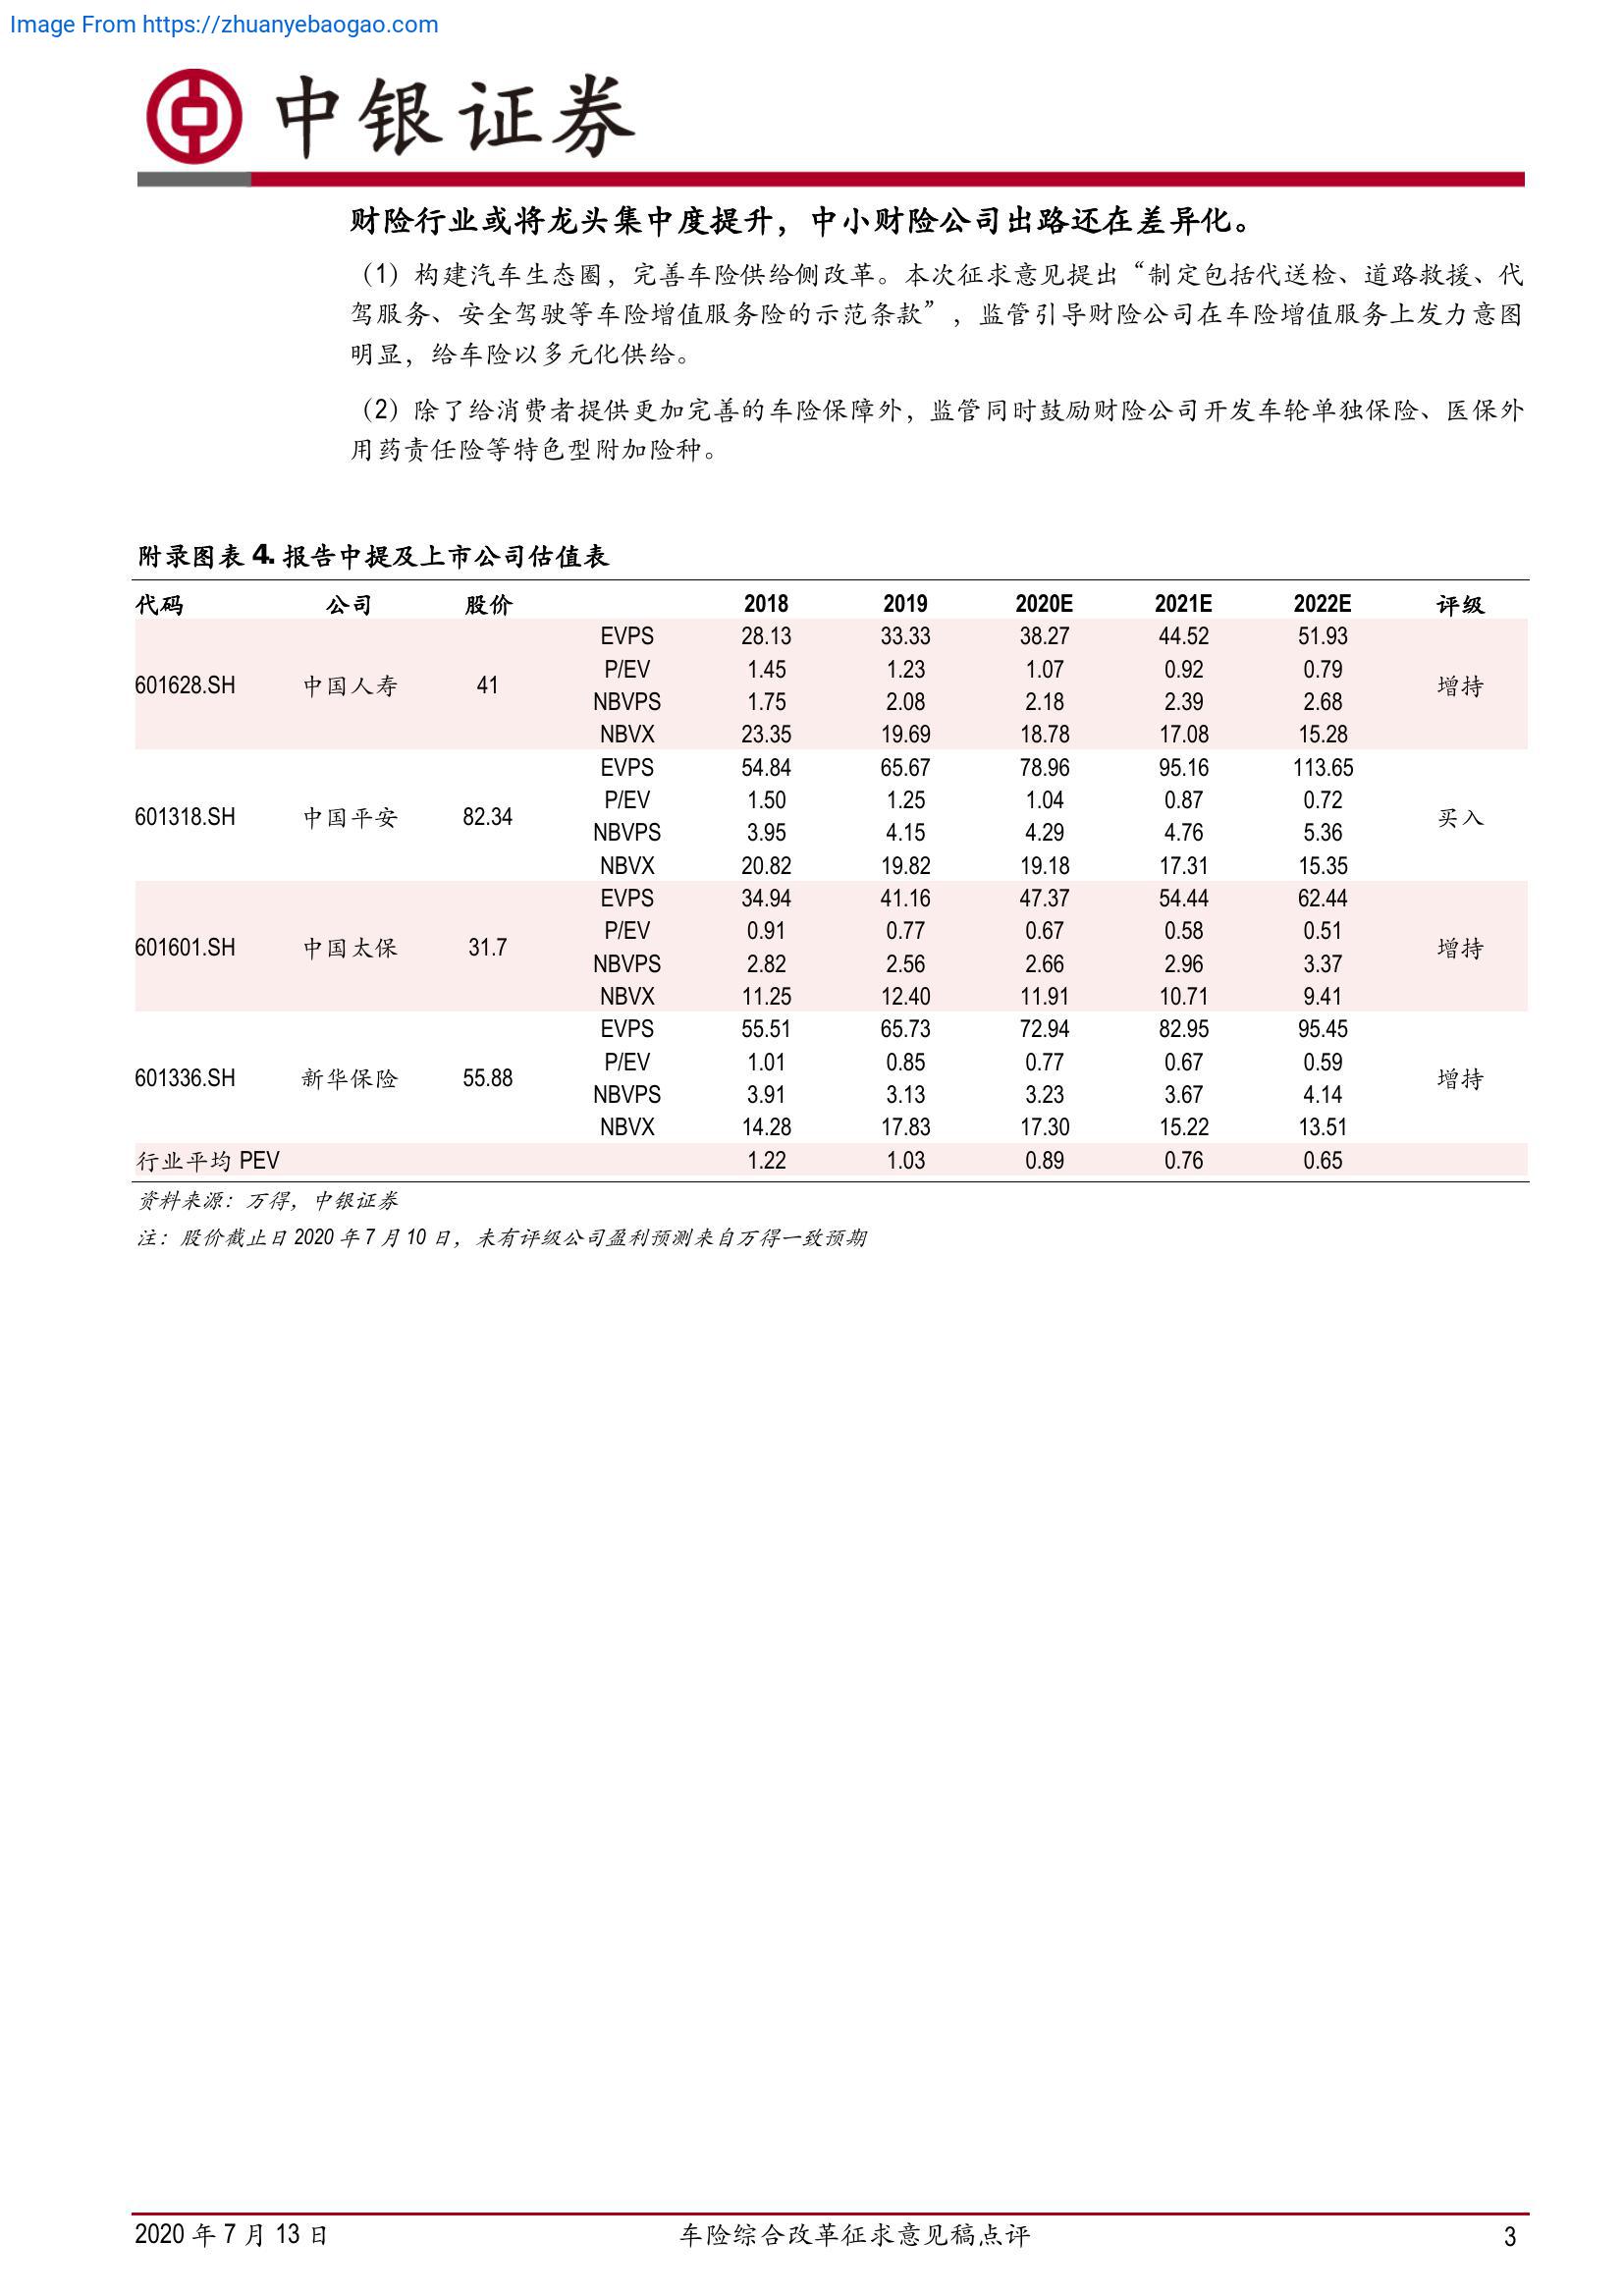 Image From https://zhuanyebaogao.com
中银证券
财险行业或将龙头集中度提升，中小财险公司出路还在差异化。
（1）构建汽车生态圈，完善车险供给侧改革。本次征求意见提出“制定包括代送检、道路救援、代
驾服务、安全驾驶等车险增值服务险的示范条款”，监管引导财险公司在车险增值服务上发力意图
明显，给车险以多元化供给。
（2）除了给消费者提供更加完善的车险保障外，监管同时鼓励财险公司开发车轮单独保险、医保外
用药责任险等特色型附加险种。
附录图表 4. 报告中提及上市公司估值表
代码 公司 股价 2018 2019 2020E 2021E 2022E 评级
EVPS 28.13 33.33 38.27 44.52 51.93
P/EV 1.45 1.23 1.07 0.92 0.79
601628.SH 中国人寿 41 增持
NBVPS 1.75 2.08 2.18 2.39 2.68
NBVX 23.35 19.69 18.78 17.08 15.28
EVPS 54.84 65.67 78.96 95.16 113.65
P/EV 1.50 1.25 1.04 0.87 0.72
601318.SH 中国平安 82.34 买入
NBVPS 3.95 4.15 4.29 4.76 5.36
NBVX 20.82 19.82 19.18 17.31 15.35
EVPS 34.94 41.16 47.37 54.44 62.44
P/EV 0.91 0.77 0.67 0.58 0.51
601601.SH 中国太保 31.7 增持
NBVPS 2.82 2.56 2.66 2.96 3.37
NBVX 11.25 12.40 11.91 10.71 9.41
EVPS 55.51 65.73 72.94 82.95 95.45
P/EV 1.01 0.85 0.77 0.67 0.59
601336.SH 新华保险 55.88 增持
NBVPS 3.91 3.13 3.23 3.67 4.14
NBVX 14.28 17.83 17.30 15.22 13.51
行业平均 PEV 1.22 1.03 0.89 0.76 0.65
资料来源：万得，中银证券
注：股价截止日 2020 年 7 月 10 日，未有评级公司盈利预测来自万得一致预期
2020 年 7 月 13 日 车险综合改革征求意见稿点评 3